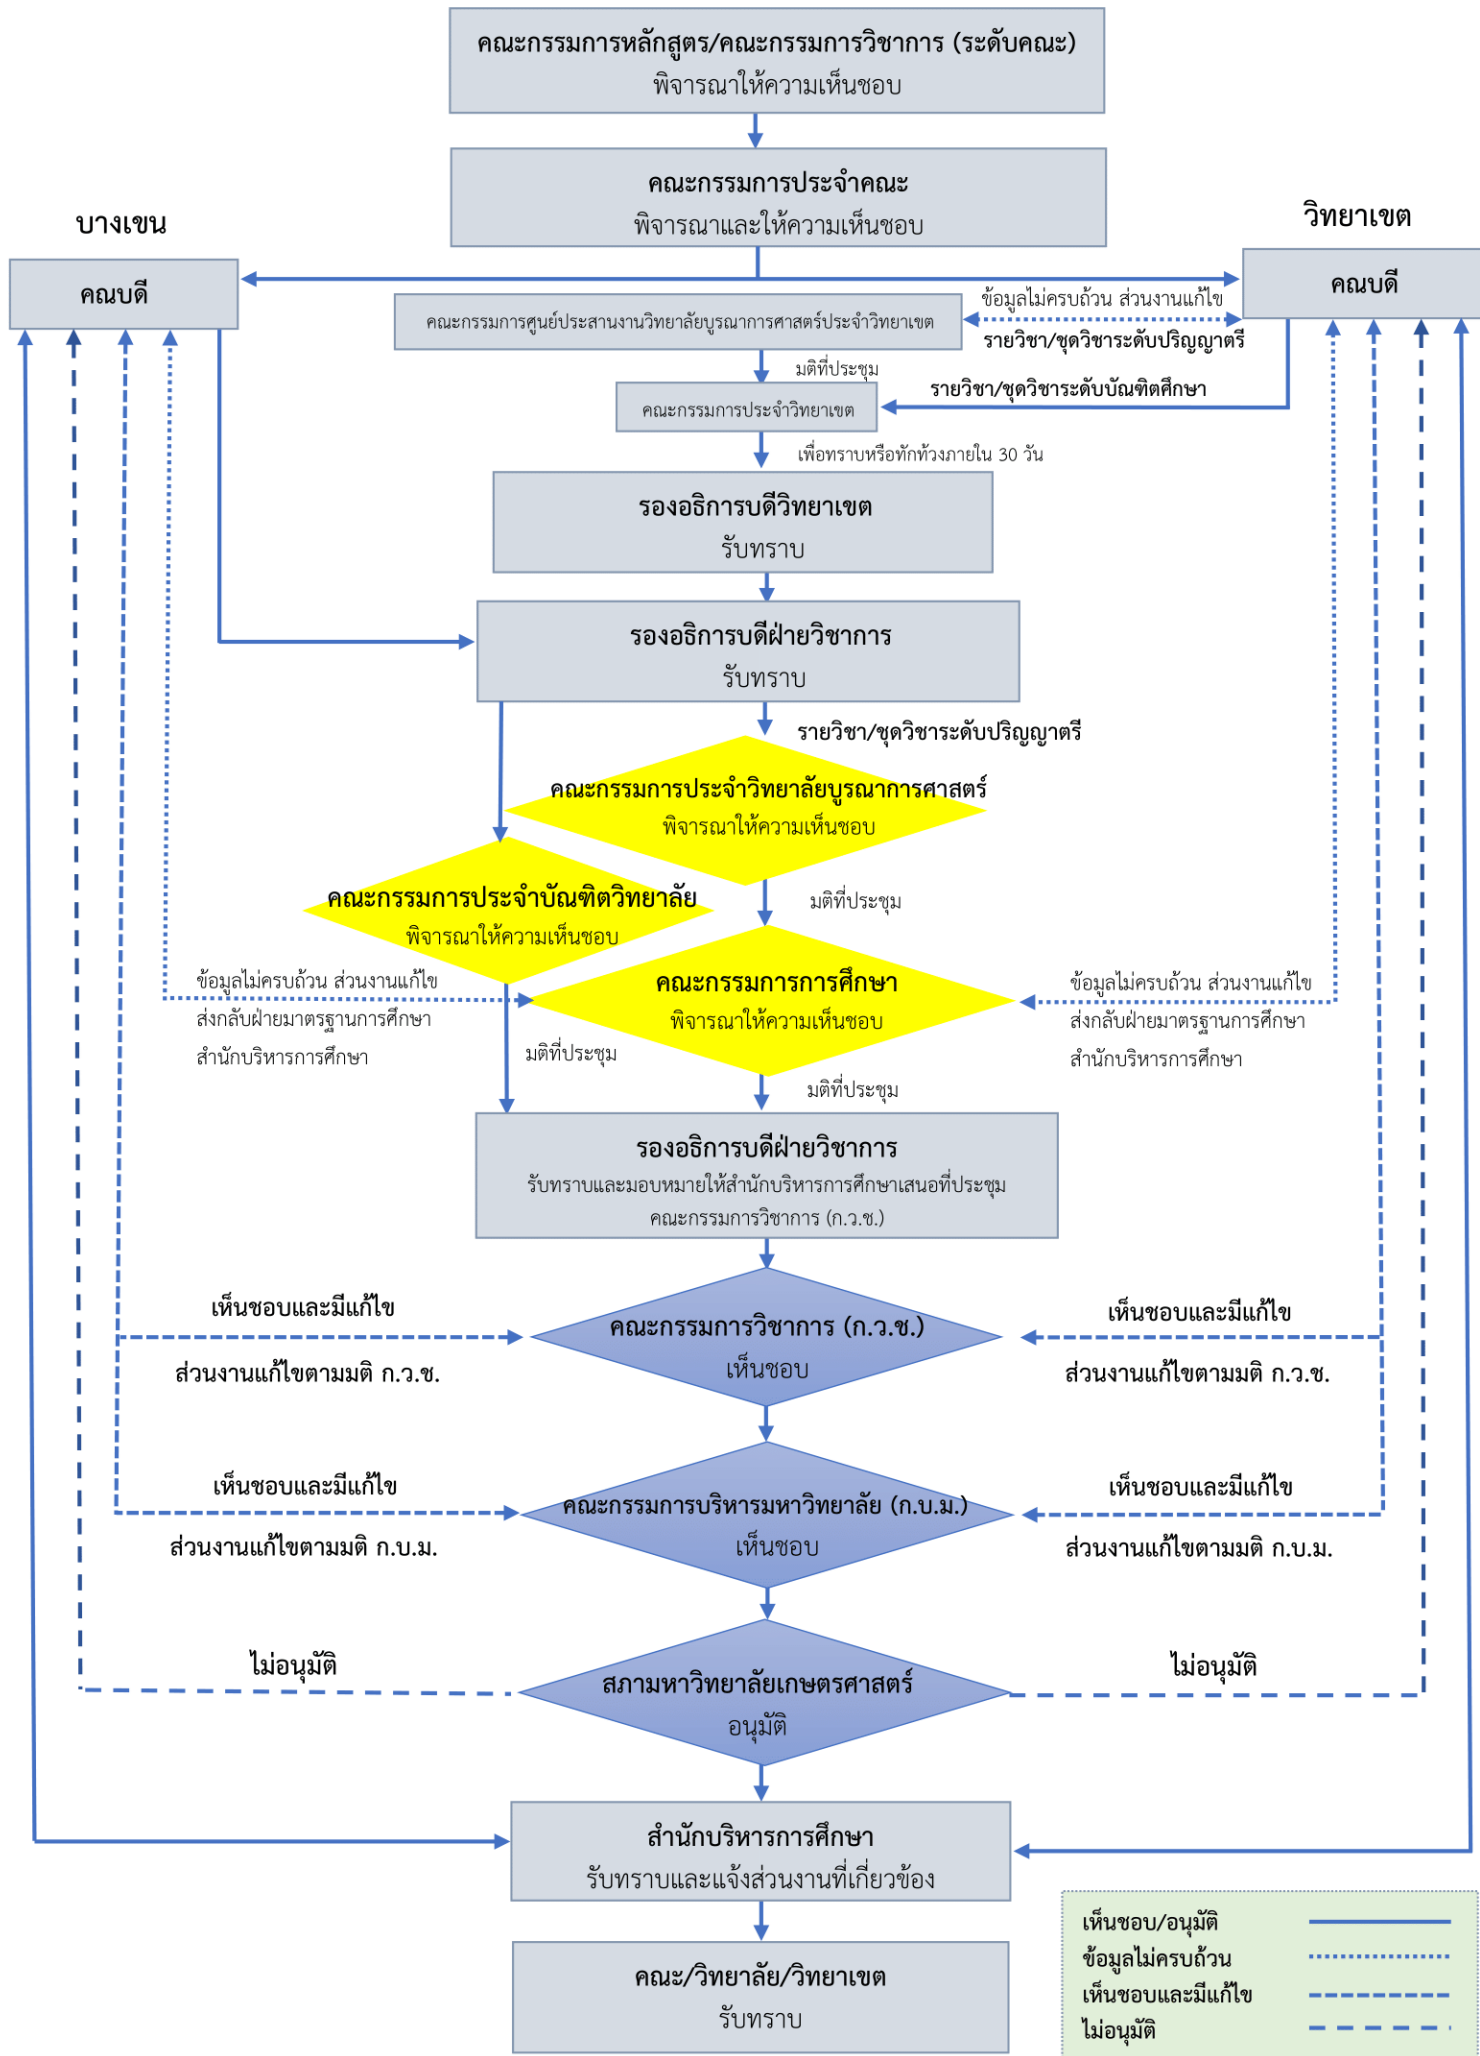 คณะกรรมการหลักสูตร/คณะกรรมการวิชาการ (ระดับคณะ)
พิจารณาให้ความเห็นชอบ
คณะกรรมการประจำคณะ
พิจารณาและให้ความเห็นชอบ
บางเขน
วิทยาเขต
คณบดี
คณบดี
ข้อมูลไม่ครบถ้วน ส่วนงานแก้ไข
คณะกรรมการศูนย์ประสานงานวิทยาลัยบูรณาการศาสตร์ประจำวิทยาเขต
รายวิชา/ชุดวิชาระดับปริญญาตรี
มติที่ประชุม
รายวิชา/ชุดวิชาระดับบัณฑิตศึกษา
คณะกรรมการประจำวิทยาเขต
เพื่อทราบหรือทักท้วงภายใน 30 วัน
รองอธิการบดีวิทยาเขต
รับทราบ
รองอธิการบดีฝ่ายวิชาการ
รับทราบ
รายวิชา/ชุดวิชาระดับปริญญาตรี
คณะกรรมการประจำวิทยาลัยบูรณาการศาสตร์
พิจารณาให้ความเห็นชอบ
คณะกรรมการประจำบัณฑิตวิทยาลัย
พิจารณาให้ความเห็นชอบ
มติที่ประชุม
คณะกรรมการการศึกษา
พิจารณาให้ความเห็นชอบ
ข้อมูลไม่ครบถ้วน ส่วนงานแก้ไข
ส่งกลับฝ่ายมาตรฐานการศึกษา
สำนักบริหารการศึกษา
ข้อมูลไม่ครบถ้วน ส่วนงานแก้ไข
ส่งกลับฝ่ายมาตรฐานการศึกษา
สำนักบริหารการศึกษา
มติที่ประชุม
มติที่ประชุม
รองอธิการบดีฝ่ายวิชาการ
รับทราบและมอบหมายให้สำนักบริหารการศึกษาเสนอที่ประชุม
คณะกรรมการวิชาการ (ก.ว.ช.)
เห็นชอบและมีแก้ไข
ส่วนงานแก้ไขตามมติ ก.ว.ช.
คณะกรรมการวิชาการ (ก.ว.ช.)
เห็นชอบ
เห็นชอบและมีแก้ไข
ส่วนงานแก้ไขตามมติ ก.ว.ช.
เห็นชอบและมีแก้ไข
ส่วนงานแก้ไขตามมติ ก.บ.ม.
คณะกรรมการบริหารมหาวิทยาลัย (ก.บ.ม.)
เห็นชอบ
เห็นชอบและมีแก้ไข
ส่วนงานแก้ไขตามมติ ก.บ.ม.
ไม่อนุมัติ
สภามหาวิทยาลัยเกษตรศาสตร์
อนุมัติ
ไม่อนุมัติ
สำนักบริหารการศึกษา
รับทราบและแจ้งส่วนงานที่เกี่ยวข้อง
คณะ/วิทยาลัย/วิทยาเขต
รับทราบ
เห็นชอบ/อนุมัติ
ข้อมูลไม่ครบถ้วน
เห็นชอบและมีแก้ไข
ไม่อนุมัติ